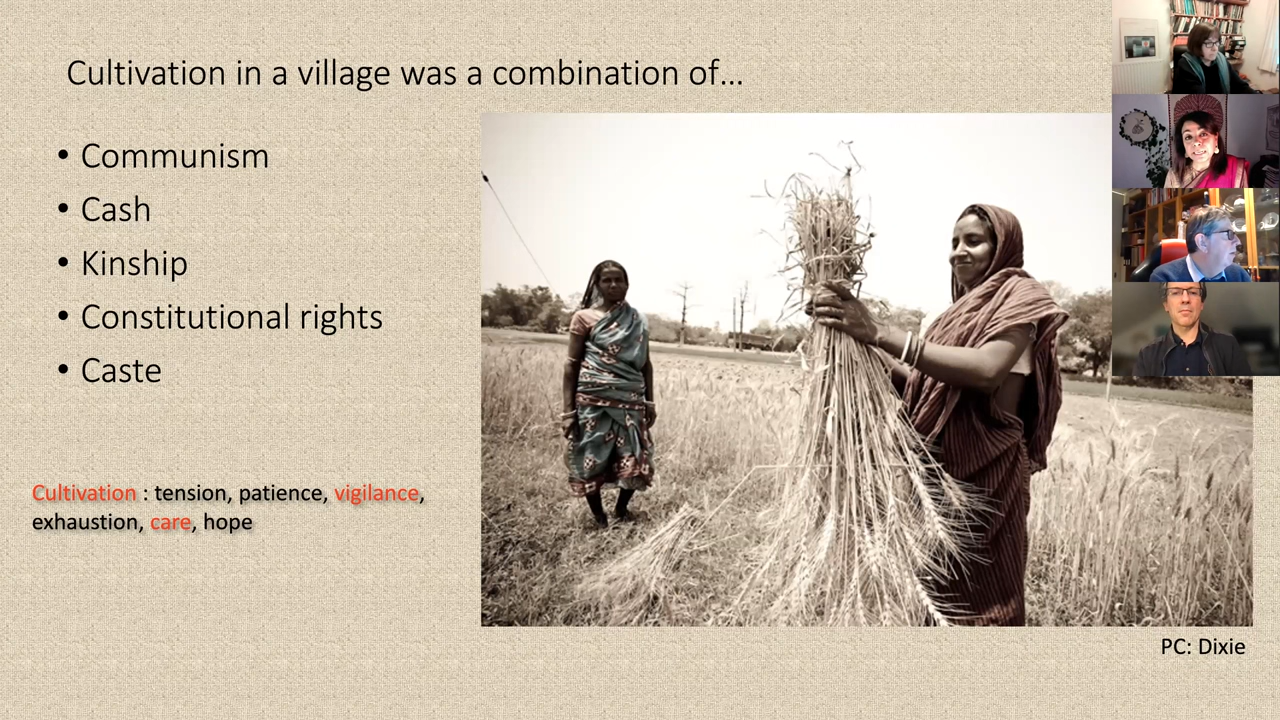 Cultivation in a village was a combination of...
• Communism
• Cash
• Kinship
• Constitutional rights
• Caste
Cultivation : tension, patience, vigilance,
exhaustion, care, hope
PC: Dixie